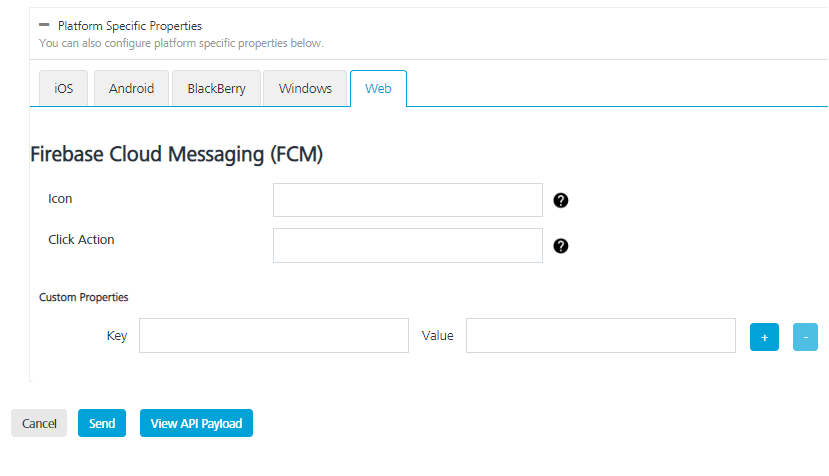 Platform Specific Properties
You can also configure platform specific properties below.
iOS Android BlackBerry Windows Web
Firebase Cloud Messaging (FCM)
Icon ?
Click Action ?
Custom Properties
Key Value + -
Cancel Send View API Payload